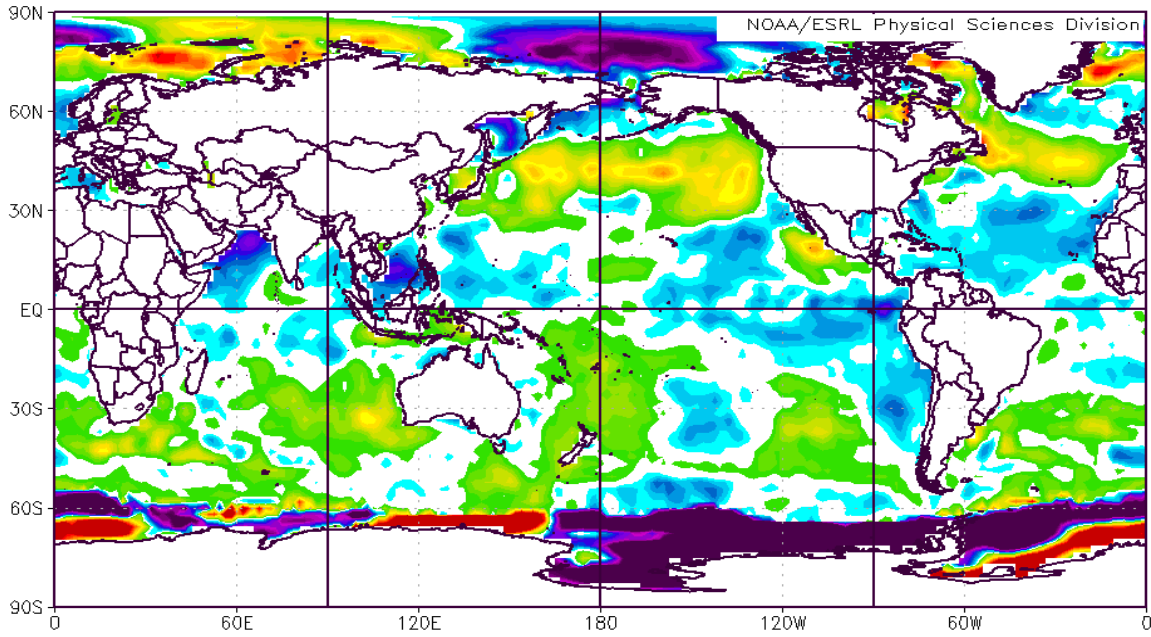 90N
NOAA/ESRL Physical Sciences Division
60N
30N
EQ
30S
60S
90S
0 60E 120E 180 120W 60W 0